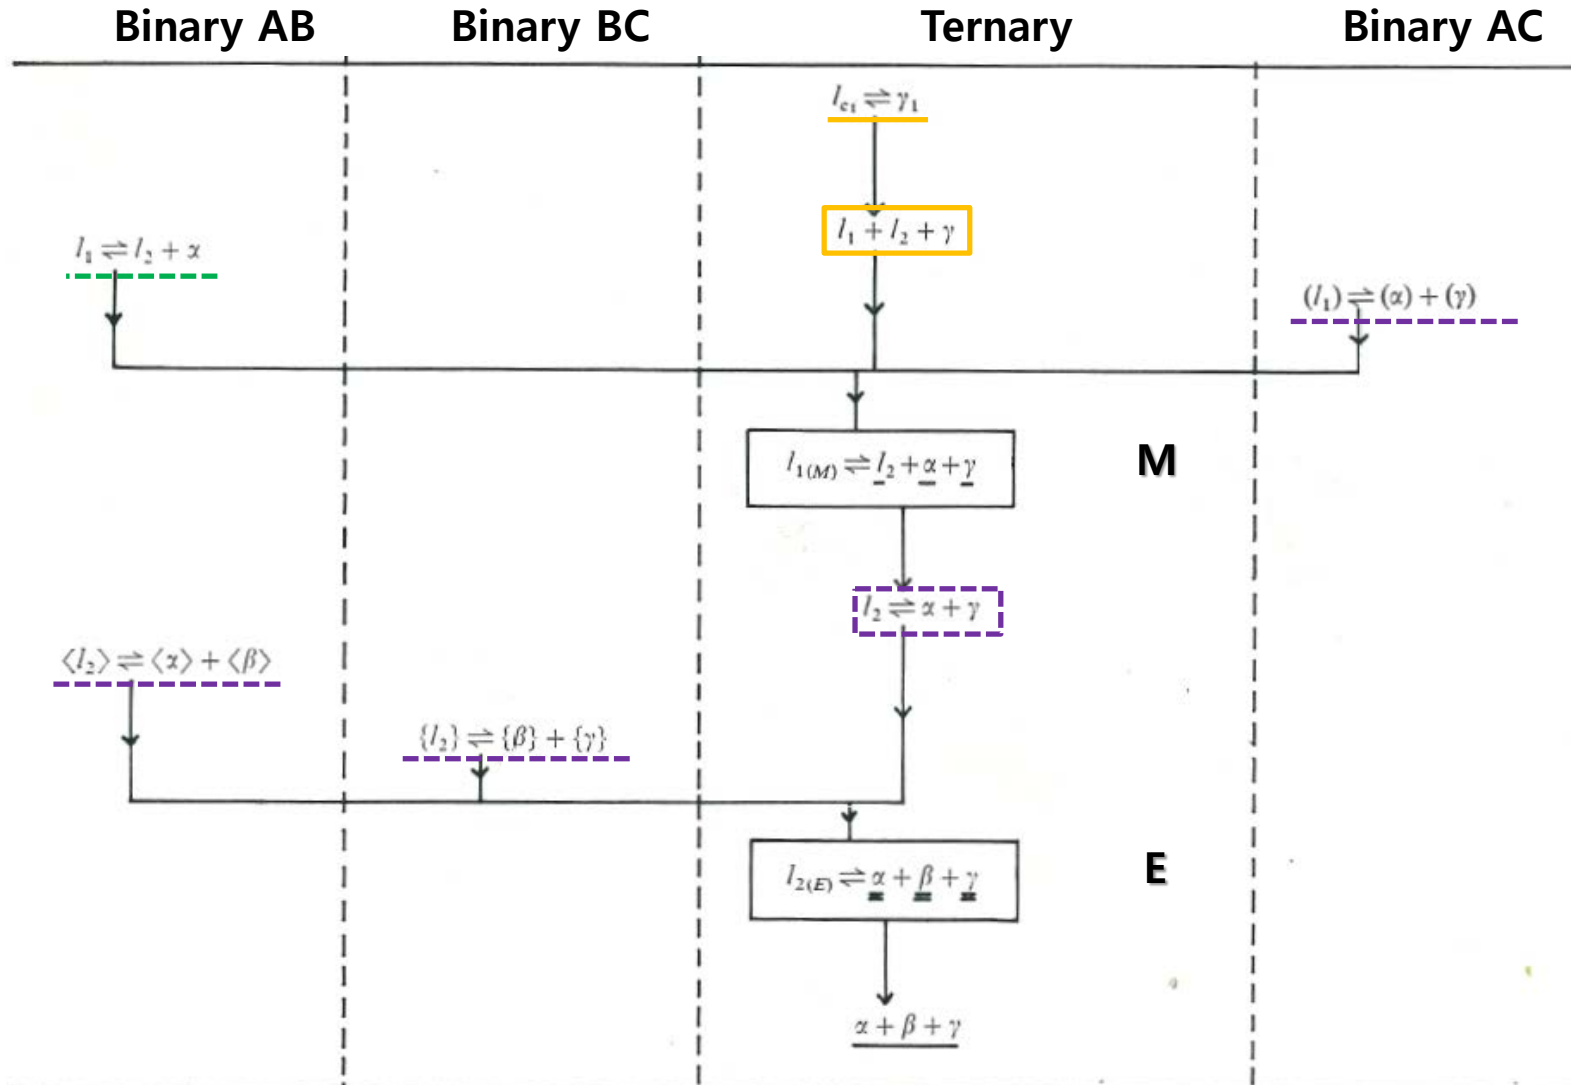 Binary AB Binary BC Ternary Binary AC
l_{c1} ⇌ γ_1
l_1 + l_2 + γ
l_1 ⇌ l_2 + α
(l_1) ⇌ (α) + (γ)
l_{1(M)} ⇌ l_2 + α + γ
M
l_2 ⇌ α + γ
⟨l_2⟩ ⇌ ⟨α⟩ + ⟨β⟩
{l_2} ⇌ {β} + {γ}
l_{2(E)} ⇌ α + β + γ
E
α + β + γ